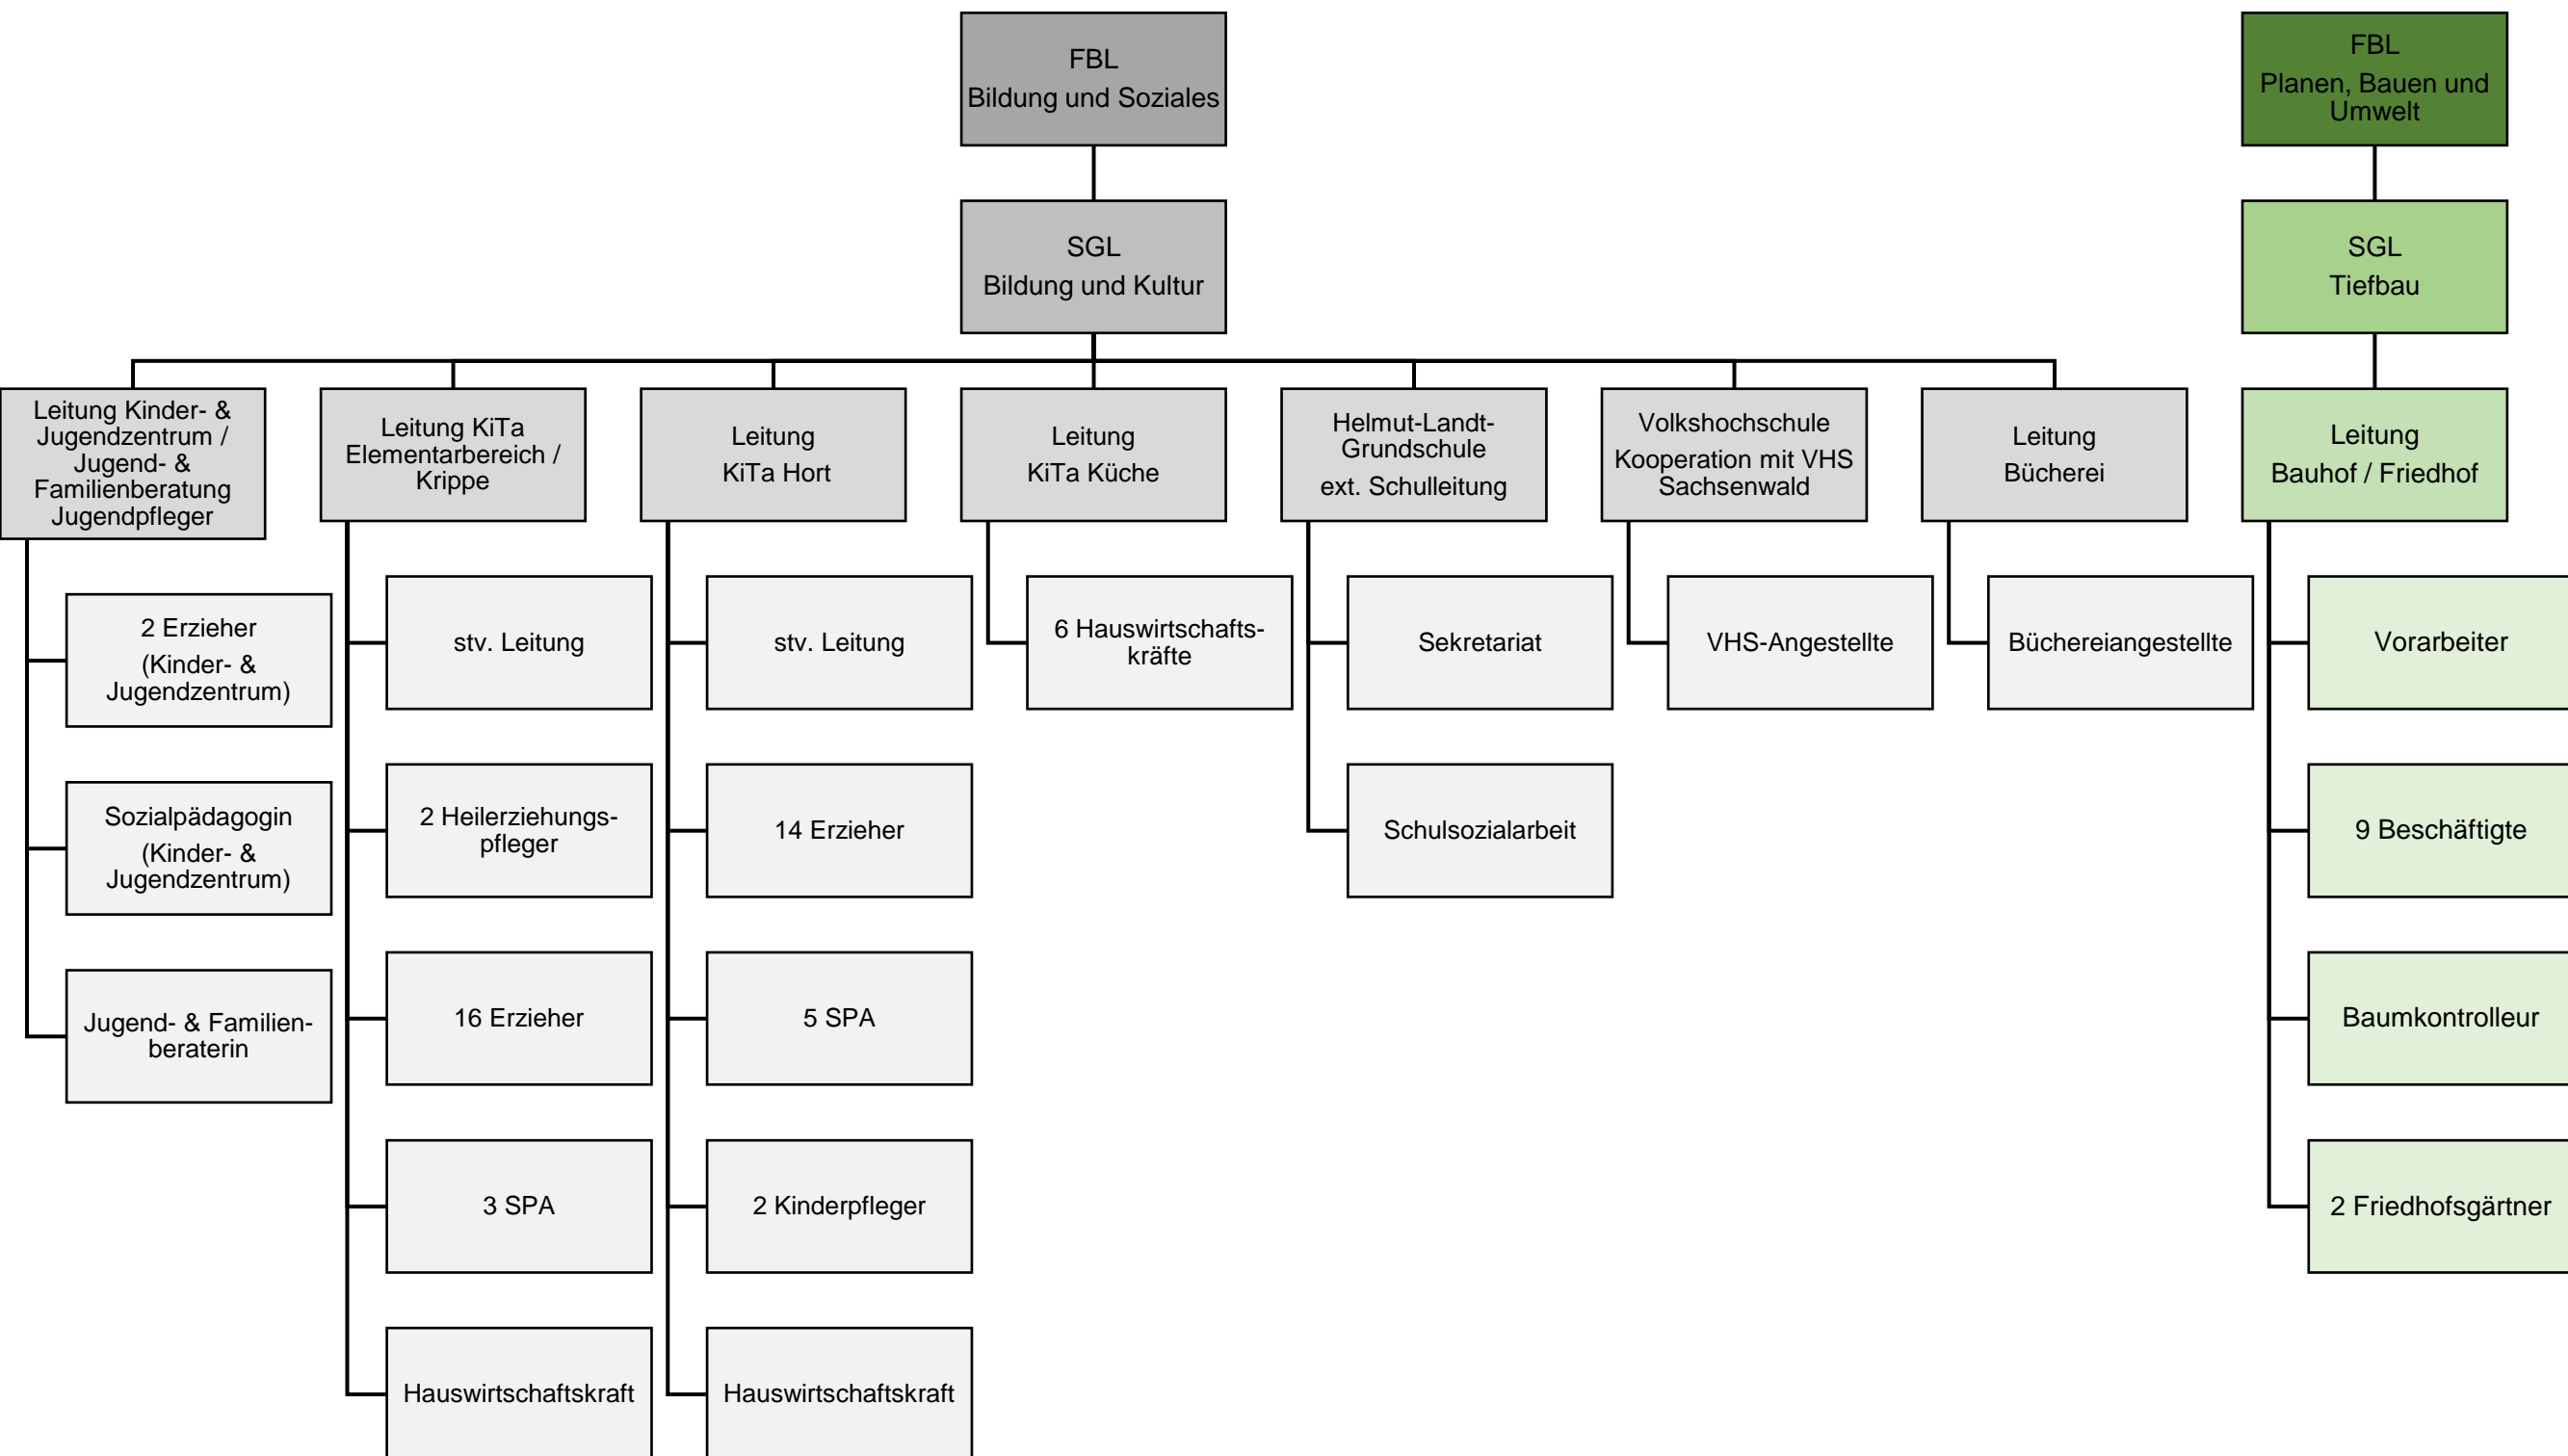 FBL
Bildung und Soziales
FBL
Planen, Bauen und
Umwelt
SGL
Bildung und Kultur
SGL
Tiefbau
Leitung Kinder- &
Jugendzentrum /
Jugend- &
Familienberatung
Jugendpfleger
Leitung KiTa
Elementarbereich /
Krippe
Leitung
KiTa Hort
Leitung
KiTa Küche
Helmut-Landt-
Grundschule
ext. Schulleitung
Volkshochschule
Kooperation mit VHS
Sachsenwald
Leitung
Bücherei
Leitung
Bauhof / Friedhof
2 Erzieher
(Kinder- &
Jugendzentrum)
Sozialpädagogin
(Kinder- &
Jugendzentrum)
Jugend- & Familien-
beraterin
stv. Leitung
2 Heilerziehungs-
pfleger
16 Erzieher
3 SPA
Hauswirtschaftskraft
stv. Leitung
14 Erzieher
5 SPA
2 Kinderpfleger
Hauswirtschaftskraft
6 Hauswirtschafts-
kräfte
Sekretariat
Schulsozialarbeit
VHS-Angestellte
Büchereiangestellte
Vorarbeiter
9 Beschäftigte
Baumkontrolleur
2 Friedhofsgärtner